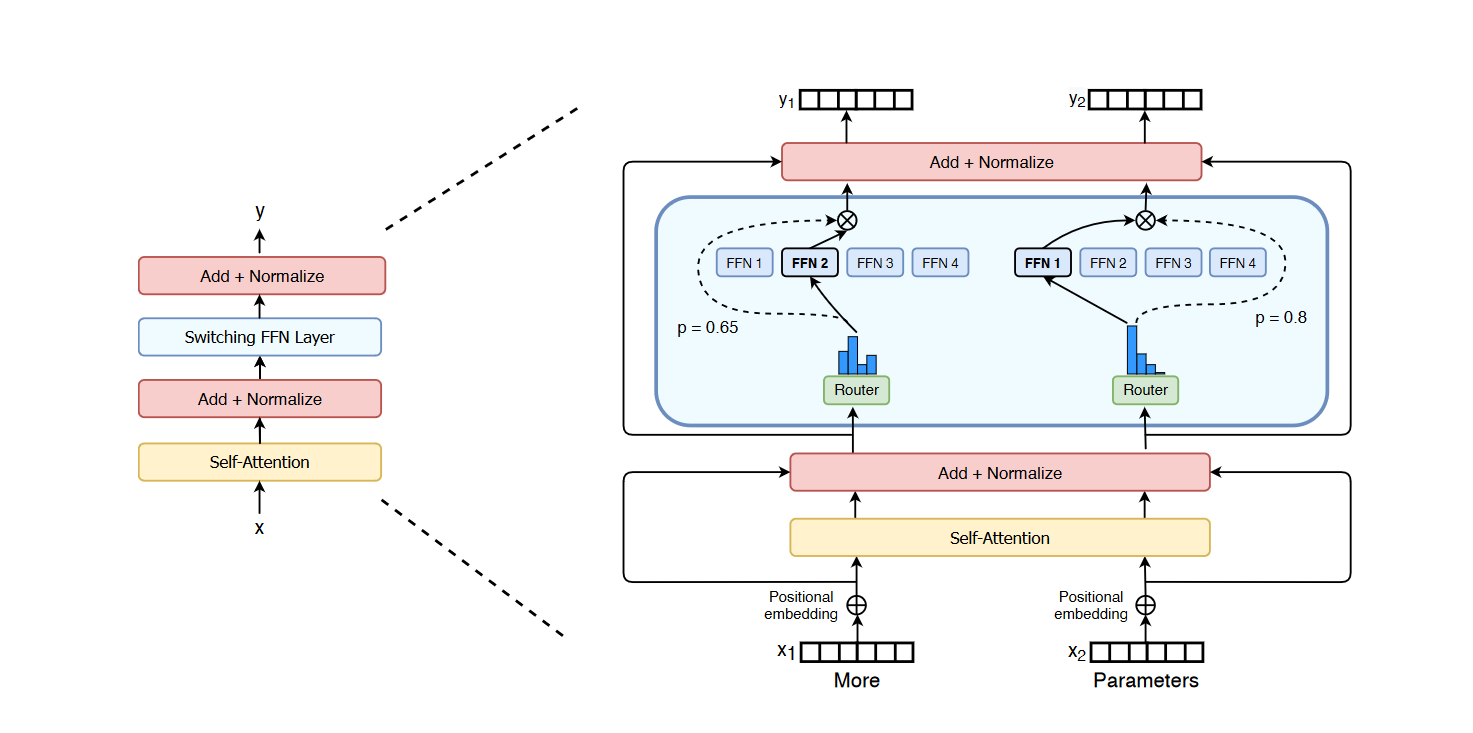 y
Add + Normalize
Switching FFN Layer
Add + Normalize
Self-Attention
x
y1
y2
Add + Normalize
FFN 1
FFN 2
FFN 3
FFN 4
FFN 1
FFN 2
FFN 3
FFN 4
p = 0.65
p = 0.8
Router
Router
Add + Normalize
Self-Attention
Positional
embedding
Positional
embedding
x1
x2
More
Parameters